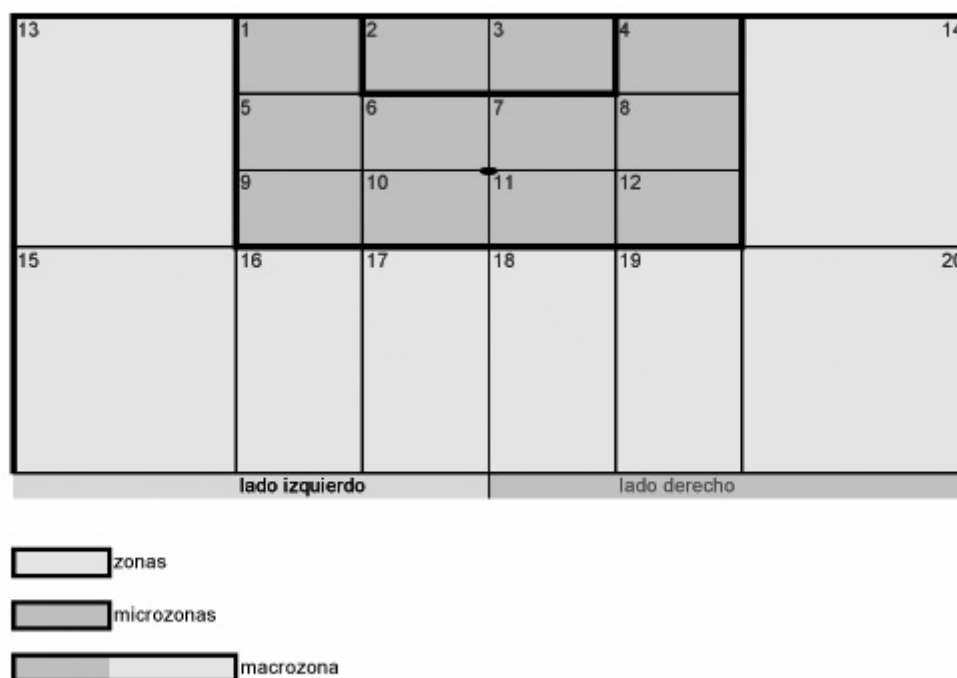 13 1 2 3 4 14
5 6 7 8
9 10 11 12
15 16 17 18 19 20
lado izquierdo lado derecho
zonas
microzonas
macrozona